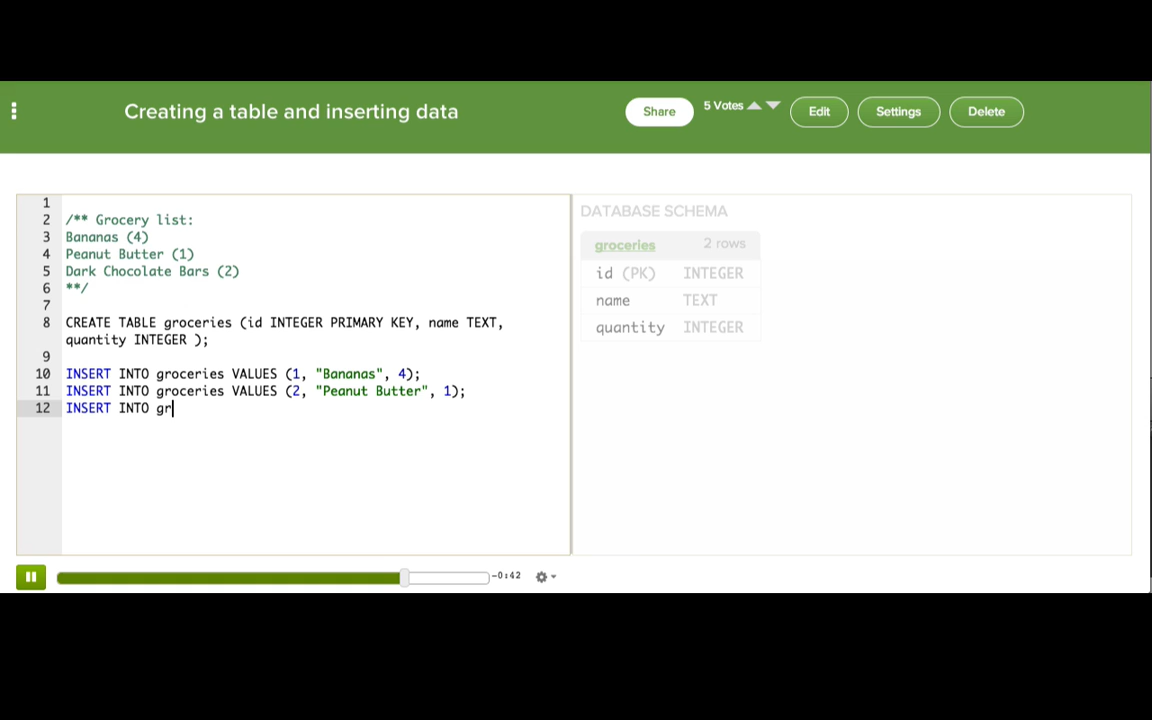 Creating a table and inserting data
Share
5 Votes
Edit
Settings
Delete
1
2 /** Grocery list:
3 Bananas (4)
4 Peanut Butter (1)
5 Dark Chocolate Bars (2)
6 **/
7
8 CREATE TABLE groceries (id INTEGER PRIMARY KEY, name TEXT,
quantity INTEGER );
9
10 INSERT INTO groceries VALUES (1, "Bananas", 4);
11 INSERT INTO groceries VALUES (2, "Peanut Butter", 1);
12 INSERT INTO gr
DATABASE SCHEMA
groceries 2 rows
id (PK) INTEGER
name TEXT
quantity INTEGER
-0:42